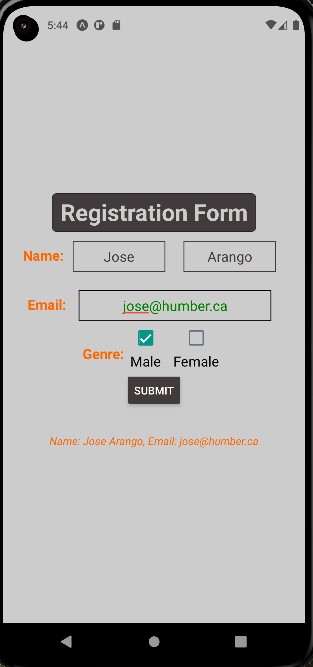 5:44
Registration Form
Name: Jose Arango
Email: jose@humber.ca
Genre: Male Female
SUBMIT
Name: Jose Arango, Email: jose@humber.ca